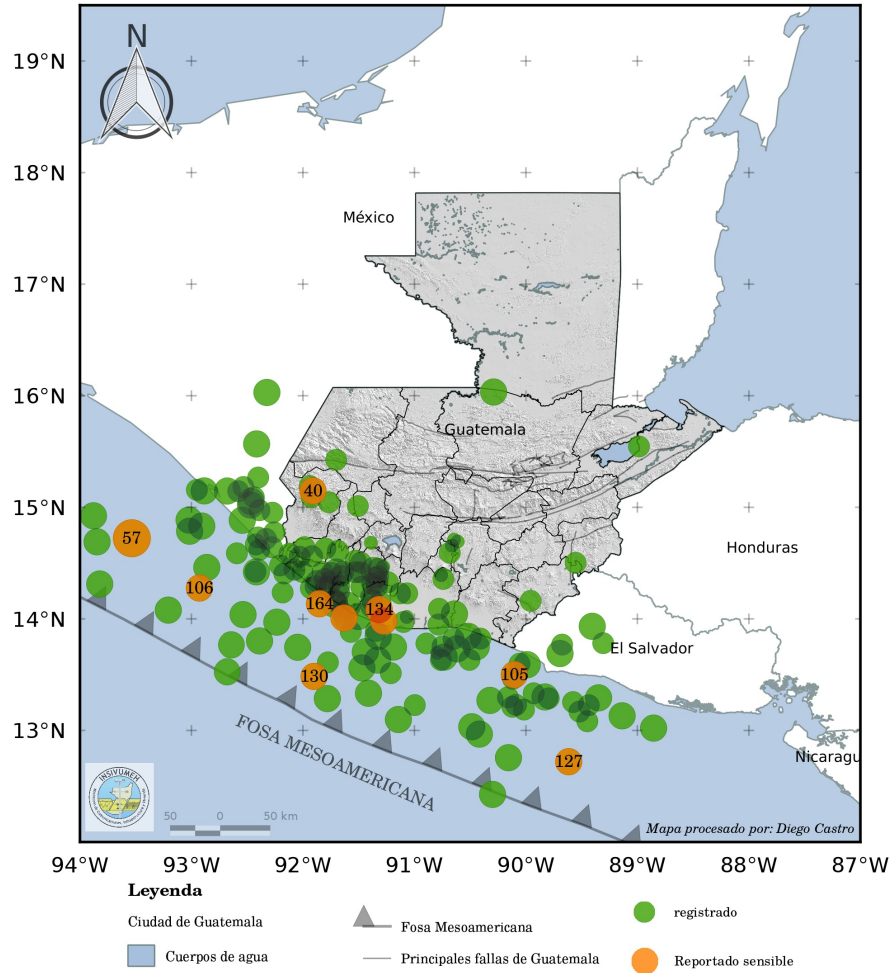 N
19°N
18°N
México
17°N
16°N
Guatemala
15°N
40
57
Honduras
106
164
134
14°N
El Salvador
130
105
13°N
FOSA MESOAMERICANA
127
Nicaragu
INSIVUMEH
50 0 50 km
Mapa procesado por: Diego Castro
94°W 93°W 92°W 91°W 90°W 89°W 88°W 87°W
Leyenda
Ciudad de Guatemala
Cuerpos de agua
Fosa Mesoamericana
Principales fallas de Guatemala
registrado
Reportado sensible